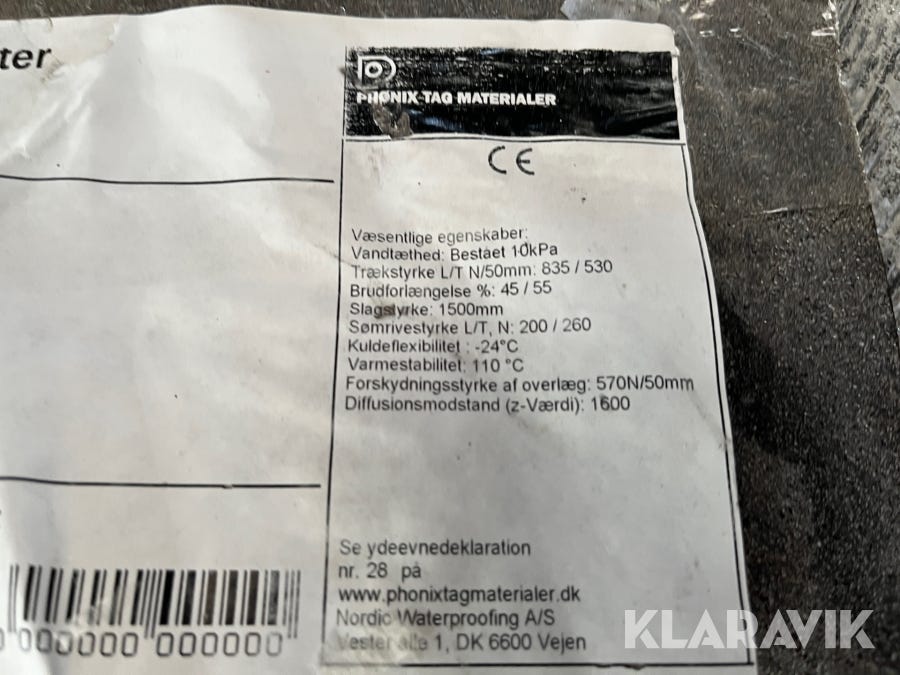 ter
PHØNIX TAG MATERIALER
CE
Væsentlige egenskaber:
Vandtæthed: Bestået 10kPa
Trækstyrke L/T N/50mm: 835 / 530
Brudforlængelse %: 45 / 55
Slagstyrke: 1500mm
Sømrivestyrke L/T, N: 200 / 260
Kuldeflexibilitet : -24°C
Varmestabilitet: 110 °C
Forskydningsstyrke af overlæg: 570N/50mm
Diffusionsmodstand (z-Værdi): 1600
Se ydeevnedeklaration
nr. 28 på
www.phonixtagmaterialer.dk
Nordic Waterproofing A/S
Vester alle 1, DK 6600 Vejen
000000 000000
KLARAVIK